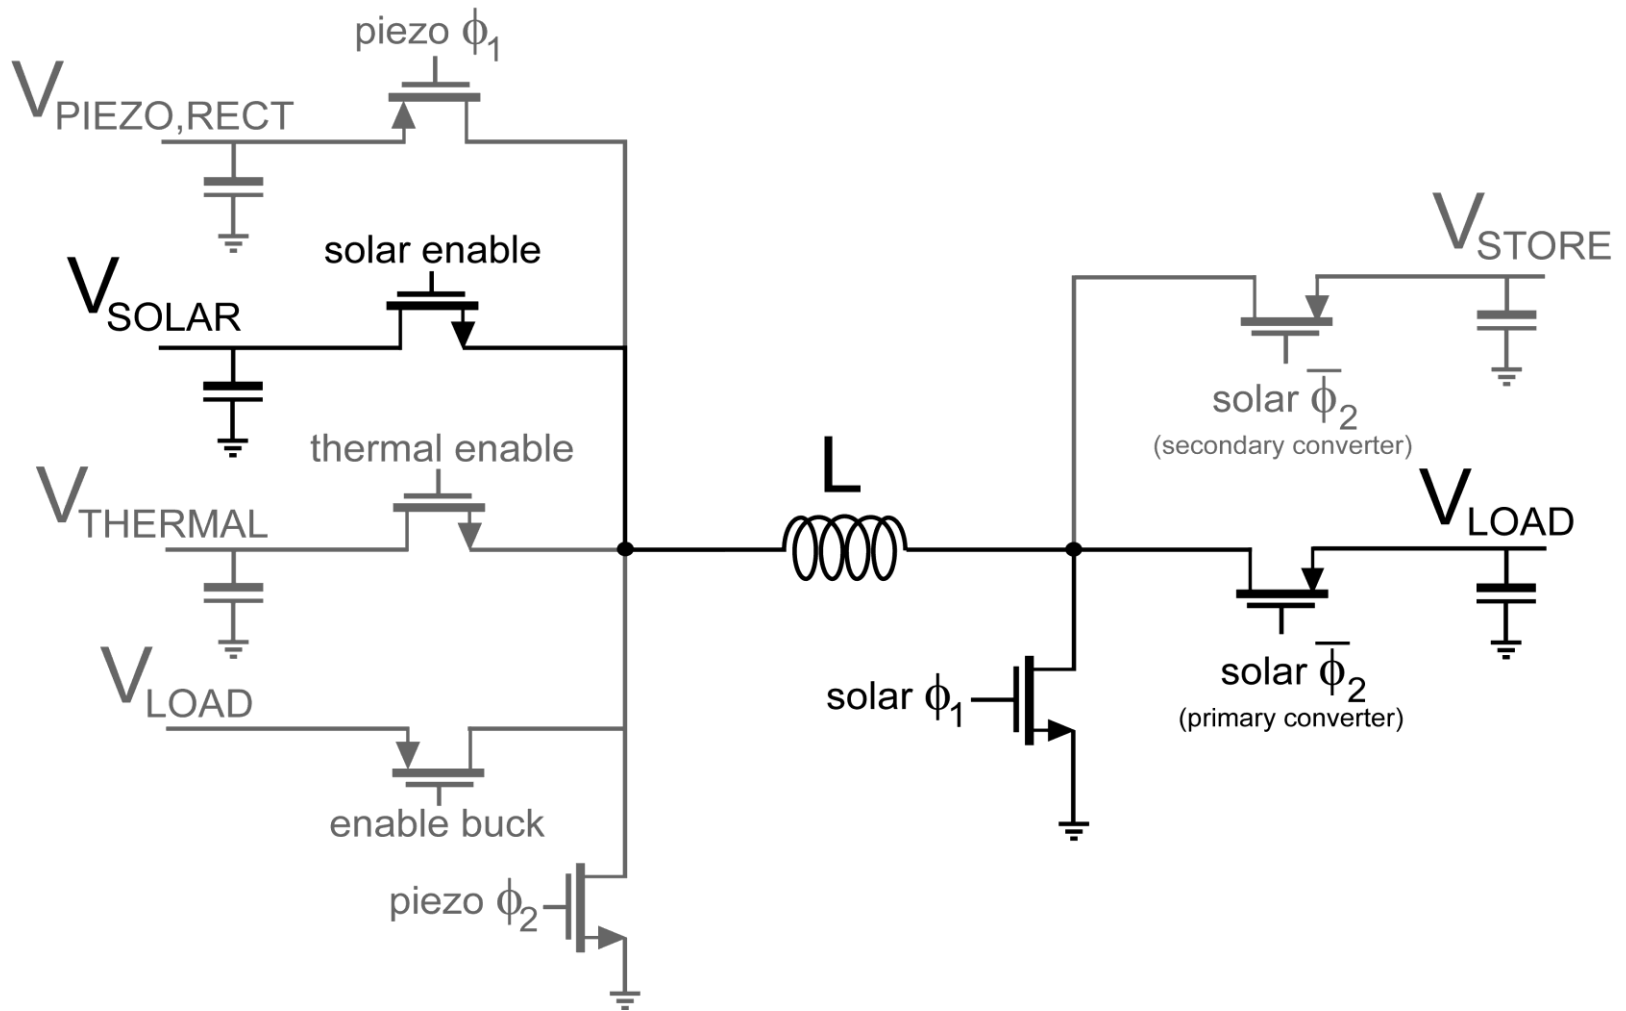 piezo ϕ1
VPIEZO,RECT
solar enable
VSOLAR
thermal enable
VTHERMAL
VLOAD
enable buck
piezo ϕ2
L
solar ϕ1
VSTORE
solar ϕ̅2
(secondary converter)
VLOAD
solar ϕ̅2
(primary converter)